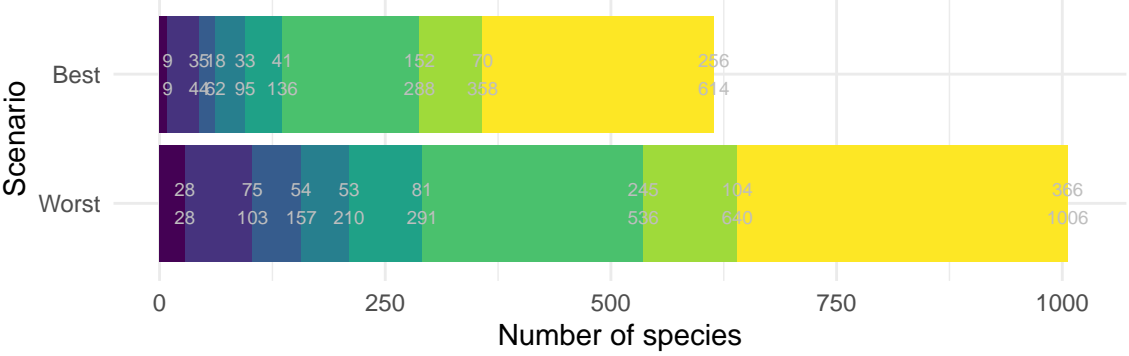 Scenario
Best
9 35 18 33 41 152 70 256
9 44 62 95 136 288 358 614
Worst
28 75 54 53 81 245 104 366
28 103 157 210 291 536 640 1006
0 250 500 750 1000
Number of species